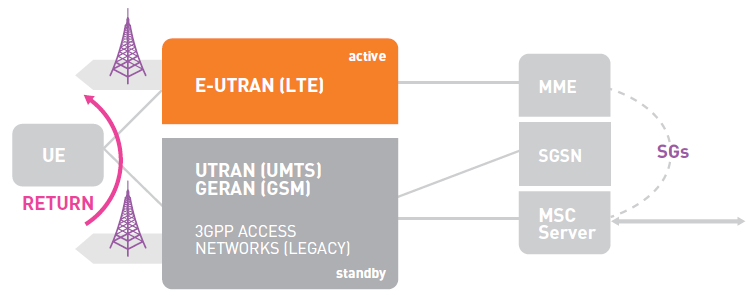 active
E-UTRAN (LTE)
MME
UE
UTRAN (UMTS)
GERAN (GSM)
SGSN
SGs
RETURN
3GPP ACCESS
NETWORKS (LEGACY)
MSC
Server
standby